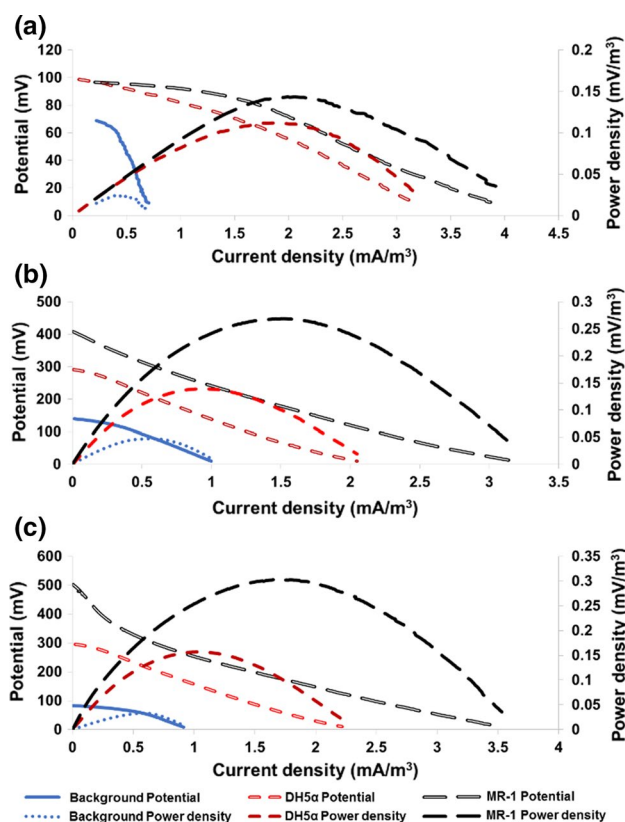 (a)
120
100
80
60
40
20
0
Potential (mV)
0.2
0.15
0.1
0.05
0
Power density (mV/m³)
0 0.5 1 1.5 2 2.5 3 3.5 4 4.5
Current density (mA/m³)
(b)
500
400
300
200
100
0
Potential (mV)
0.3
0.25
0.2
0.15
0.1
0.05
0
Power density (mV/m³)
0 0.5 1 1.5 2 2.5 3 3.5
Current density (mA/m³)
(c)
600
500
400
300
200
100
0
Potential (mV)
0.35
0.3
0.25
0.2
0.15
0.1
0.05
0
Power density (mV/m³)
0 0.5 1 1.5 2 2.5 3 3.5 4
Current density (mA/m³)
Background Potential DH5α Potential MR-1 Potential
Background Power density DH5α Power density MR-1 Power density